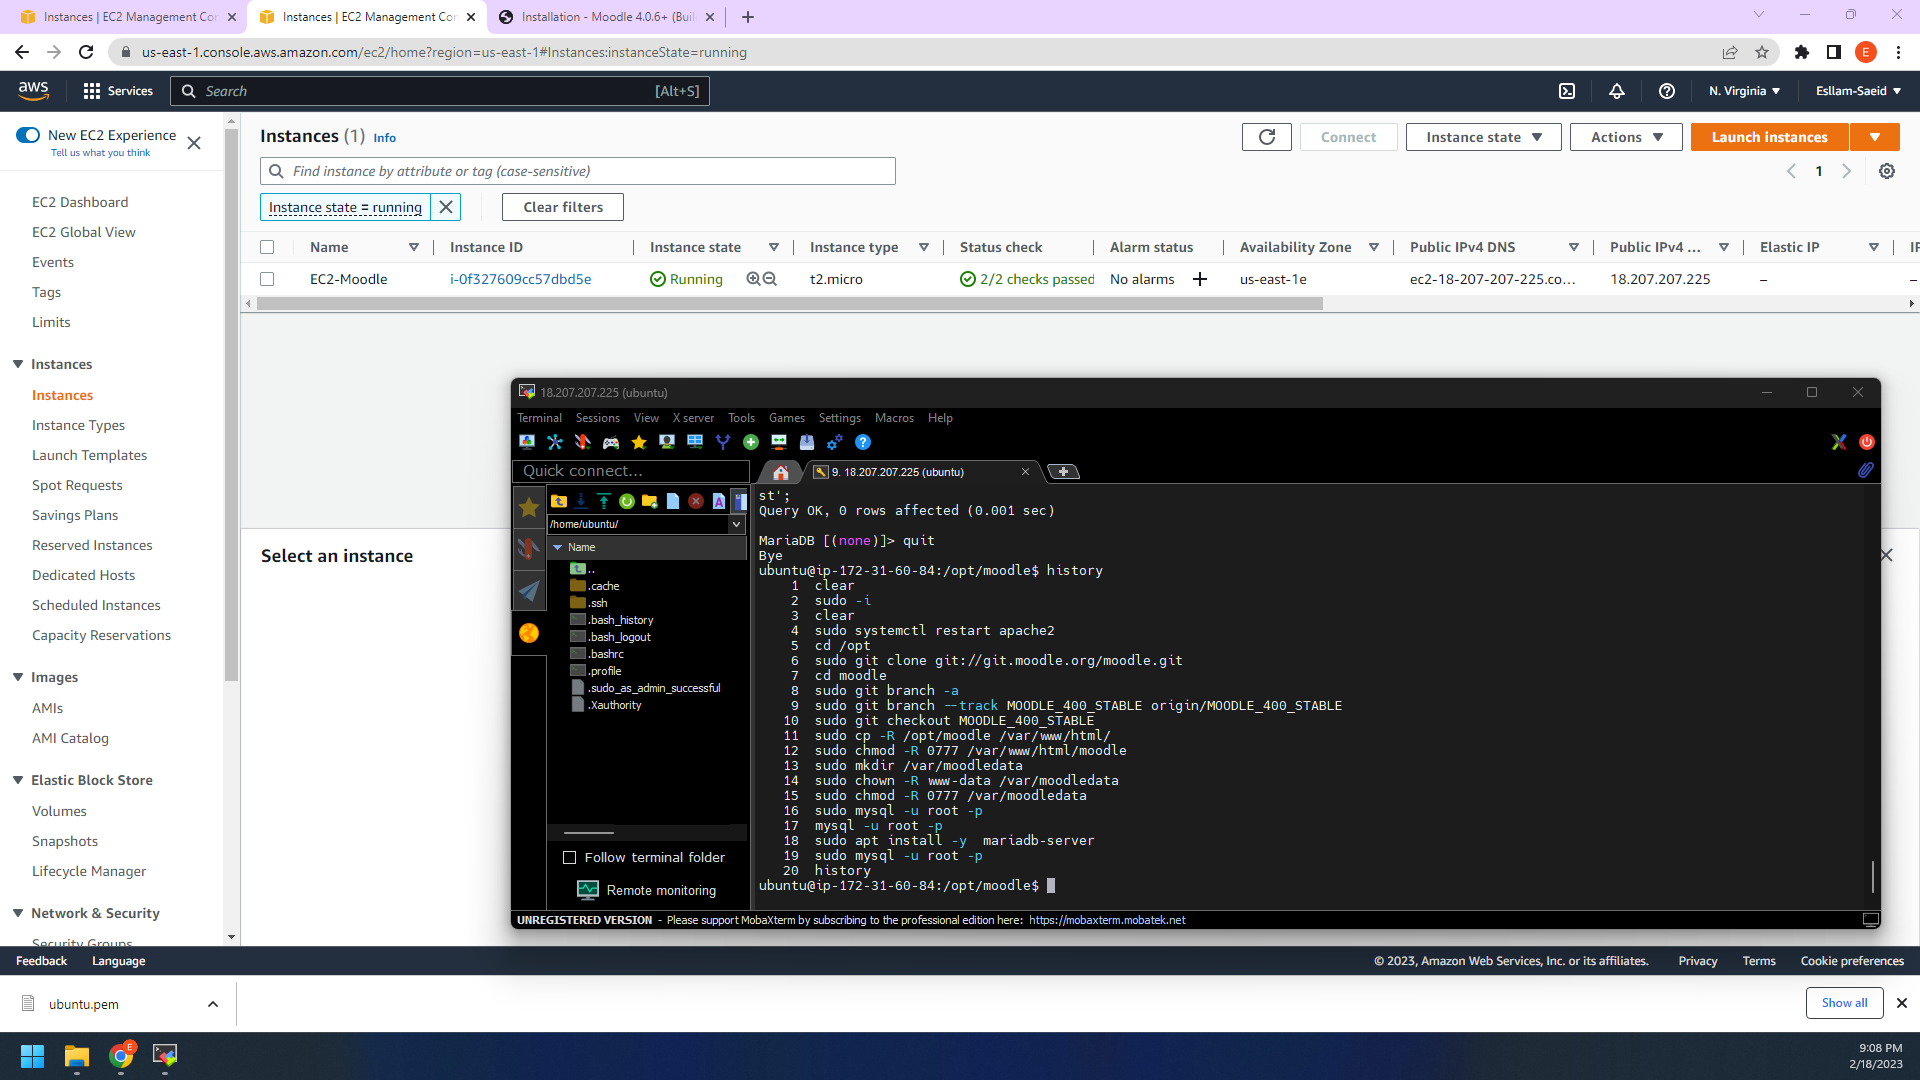 Instances | EC2 Management Con
Instances | EC2 Management Con
Installation - Moodle 4.0.6+ (Buil
us-east-1.console.aws.amazon.com/ec2/home?region=us-east-1#Instances:instanceState=running
E
aws
Services
Search
[Alt+S]
N. Virginia
Esllam-Saeid
New EC2 Experience
Tell us what you think
EC2 Dashboard
EC2 Global View
Events
Tags
Limits
Instances
Instances
Instance Types
Launch Templates
Spot Requests
Savings Plans
Reserved Instances
Dedicated Hosts
Scheduled Instances
Capacity Reservations
Images
AMIs
AMI Catalog
Elastic Block Store
Volumes
Snapshots
Lifecycle Manager
Network & Security
Security Groups
Instances (1) Info
Connect
Instance state
Actions
Launch instances
Find instance by attribute or tag (case-sensitive)
1
Instance state = running
Clear filters
Name Instance ID Instance state Instance type Status check Alarm status Availability Zone Public IPv4 DNS Public IPv4 ... Elastic IP IP
EC2-Moodle i-0f327609cc57dbd5e Running t2.micro 2/2 checks passed No alarms + us-east-1e ec2-18-207-207-225.co... 18.207.207.225 – –
Select an instance
18.207.207.225 (ubuntu)
Terminal Sessions View X server Tools Games Settings Macros Help
Quick connect...
9. 18.207.207.225 (ubuntu)
/home/ubuntu/
Name
..
.cache
.ssh
.bash_history
.bash_logout
.bashrc
.profile
.sudo_as_admin_successful
.Xauthority
Follow terminal folder
Remote monitoring
st';
Query OK, 0 rows affected (0.001 sec)
MariaDB [(none)]> quit
Bye
ubuntu@ip-172-31-60-84:/opt/moodle$ history
1 clear
2 sudo -i
3 clear
4 sudo systemctl restart apache2
5 cd /opt
6 sudo git clone git://git.moodle.org/moodle.git
7 cd moodle
8 sudo git branch -a
9 sudo git branch --track MOODLE_400_STABLE origin/MOODLE_400_STABLE
10 sudo git checkout MOODLE_400_STABLE
11 sudo cp -R /opt/moodle /var/www/html/
12 sudo chmod -R 0777 /var/www/html/moodle
13 sudo mkdir /var/moodledata
14 sudo chown -R www-data /var/moodledata
15 sudo chmod -R 0777 /var/moodledata
16 sudo mysql -u root -p
17 mysql -u root -p
18 sudo apt install -y  mariadb-server
19 sudo mysql -u root -p
20 history
ubuntu@ip-172-31-60-84:/opt/moodle$
UNREGISTERED VERSION - Please support MobaXterm by subscribing to the professional edition here: https://mobaxterm.mobatek.net
Feedback Language
© 2023, Amazon Web Services, Inc. or its affiliates. Privacy Terms Cookie preferences
ubuntu.pem
Show all
E
9:08 PM
2/18/2023